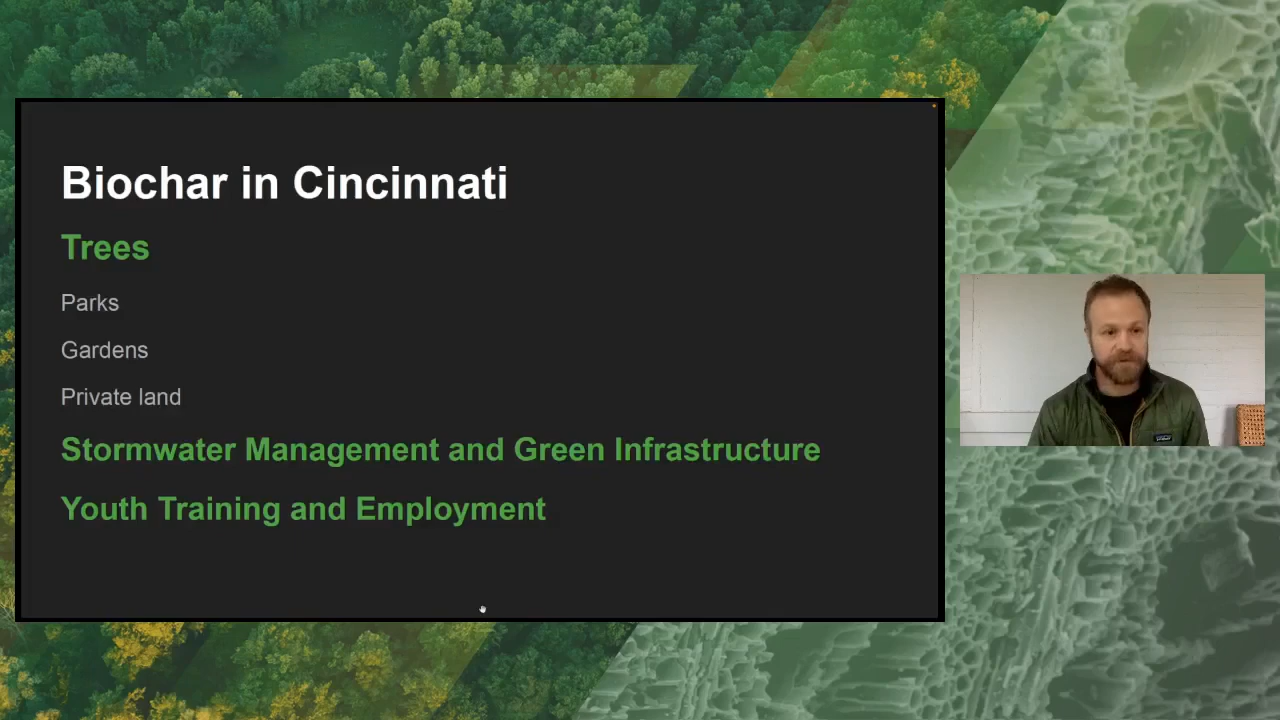 Biochar in Cincinnati
Trees
Parks
Gardens
Private land
Stormwater Management and Green Infrastructure
Youth Training and Employment